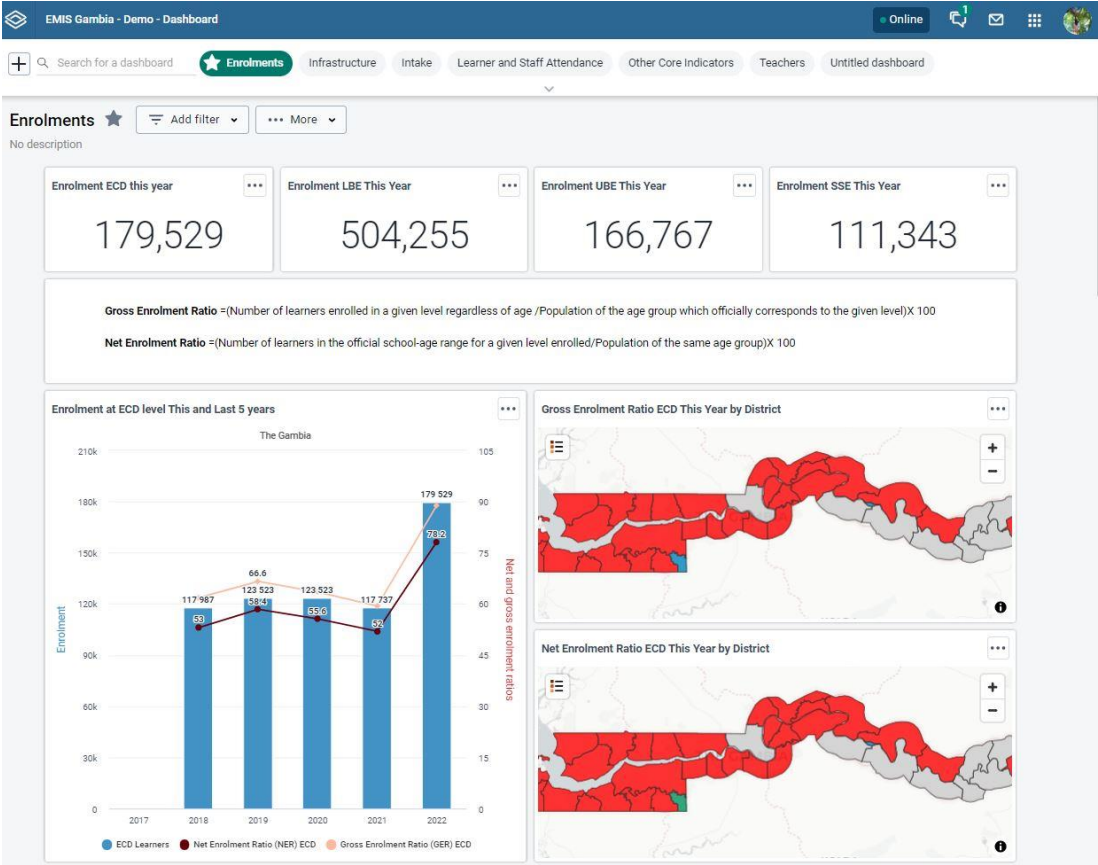 EMIS Gambia - Demo - Dashboard
Online
1
Search for a dashboard
Enrolments
Infrastructure
Intake
Learner and Staff Attendance
Other Core Indicators
Teachers
Untitled dashboard
Enrolments
Add filter
More
No description
Enrolment ECD this year
179,529
Enrolment LBE This Year
504,255
Enrolment UBE This Year
166,767
Enrolment SSE This Year
111,343
Gross Enrolment Ratio =(Number of learners enrolled in a given level regardless of age /Population of the age group which officially corresponds to the given level)X 100
Net Enrolment Ratio =(Number of learners in the official school-age range for a given level enrolled/Population of the same age group)X 100
Enrolment at ECD level This and Last 5 years
The Gambia
210k
180k
150k
120k
90k
60k
30k
0
Enrolment
105
90
75
60
45
30
15
0
Net and gross enrolment ratios
117 987
53
66.6
123 523
58.4
123 523
55.6
117 737
52
179 529
78.2
2017
2018
2019
2020
2021
2022
ECD Learners
Net Enrolment Ratio (NER) ECD
Gross Enrolment Ratio (GER) ECD
Gross Enrolment Ratio ECD This Year by District
Net Enrolment Ratio ECD This Year by District